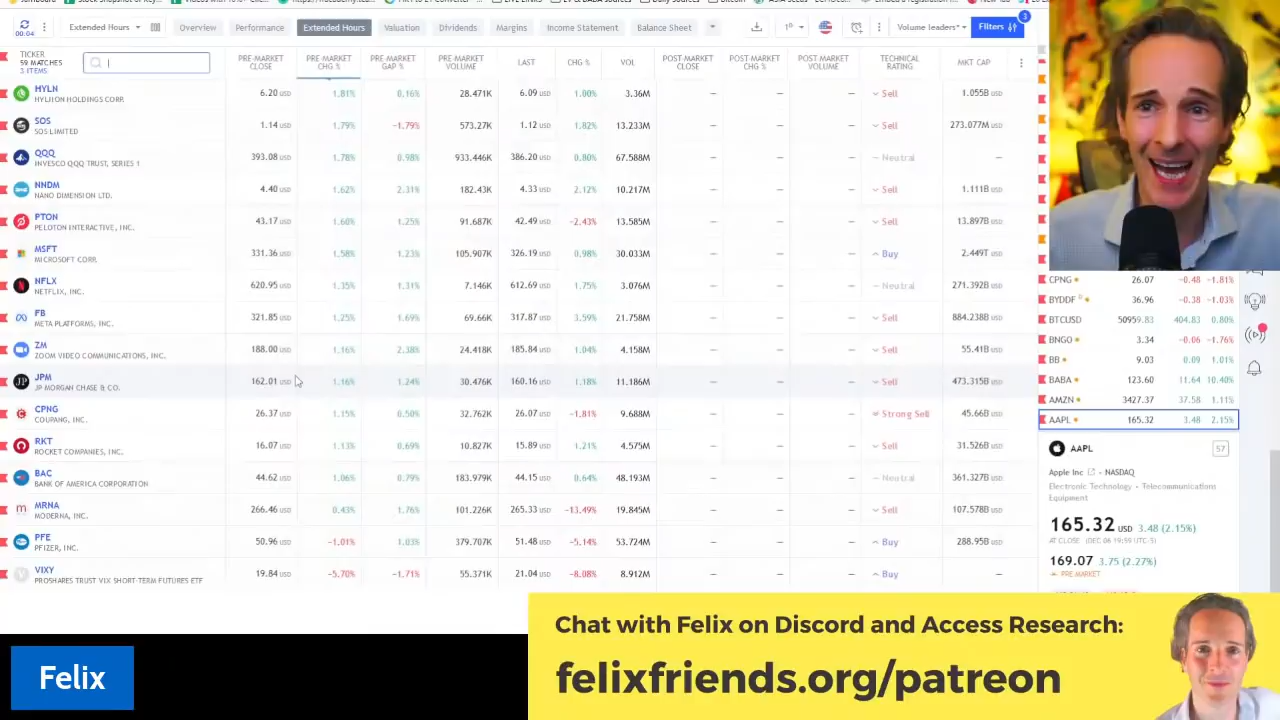 00:04
Extended Hours
Overview
Performance
Extended Hours
Valuation
Dividends
Margins
Income Statement
Balance Sheet
Volume leaders*
Filters
3
TICKER
59 MATCHES
3 ITEMS
PRE-MARKET CLOSE
PRE-MARKET CHG %
PRE-MARKET GAP %
PRE-MARKET VOLUME
LAST
CHG %
VOL
POST-MARKET CLOSE
POST-MARKET CHG %
POST-MARKET VOLUME
TECHNICAL RATING
MKT CAP
HYLN 6.20 USD 1.81% 0.16% 28.471K 6.09 USD 1.00% 3.36M — — — Sell 1.055B USD
HYLIION HOLDINGS CORP.
SOS 1.14 USD 1.79% −1.79% 573.27K 1.12 USD 1.82% 13.233M — — — Sell 273.077M USD
SOS LIMITED
QQQ 393.08 USD 1.78% 0.98% 933.446K 386.20 USD 0.80% 67.588M — — — Neutral —
INVESCO QQQ TRUST, SERIES 1
NNDM 4.40 USD 1.62% 2.31% 182.43K 4.33 USD 2.12% 10.217M — — — Sell 1.111B USD
NANO DIMENSION LTD.
PTON 43.17 USD 1.60% 1.25% 91.687K 42.49 USD −2.43% 13.585M — — — Sell 13.897B USD
PELOTON INTERACTIVE, INC.
MSFT 331.36 USD 1.58% 1.23% 105.907K 326.19 USD 0.98% 30.033M — — — Buy 2.449T USD
MICROSOFT CORP.
NFLX 620.95 USD 1.35% 1.31% 7.146K 612.69 USD 1.75% 3.076M — — — Neutral 271.392B USD
NETFLIX, INC.
FB 321.85 USD 1.25% 1.69% 69.66K 317.87 USD 3.59% 21.758M — — — Sell 884.238B USD
META PLATFORMS, INC.
ZM 188.00 USD 1.16% 2.38% 24.418K 185.84 USD 1.04% 4.158M — — — Sell 55.41B USD
ZOOM VIDEO COMMUNICATIONS, INC.
JPM 162.01 USD 1.16% 1.24% 30.476K 160.16 USD 1.18% 11.186M — — — Sell 473.315B USD
JP MORGAN CHASE & CO.
CPNG 26.37 USD 1.15% 0.50% 32.762K 26.07 USD −1.81% 9.688M — — — Strong Sell 45.66B USD
COUPANG, INC.
RKT 16.07 USD 1.13% 0.69% 10.827K 15.89 USD 1.21% 4.575M — — — Sell 31.526B USD
ROCKET COMPANIES, INC.
BAC 44.62 USD 1.06% 0.79% 183.979K 44.15 USD 0.64% 48.193M — — — Neutral 361.327B USD
BANK OF AMERICA CORPORATION
MRNA 266.46 USD 0.43% 1.76% 101.226K 265.33 USD −13.49% 19.845M — — — Sell 107.578B USD
MODERNA, INC.
PFE 50.96 USD −1.01% 1.03% 379.707K 51.48 USD −5.14% 53.724M — — — Buy 288.95B USD
PFIZER, INC.
VIXY 19.84 USD −5.70% −1.71% 55.371K 21.04 USD −8.08% 8.912M — — — Buy —
PROSHARES TRUST VIX SHORT-TERM FUTURES ETF
CPNG 26.07 −0.48 −1.81%
BYDDF D 36.96 −0.38 −1.03%
BTCUSD 50959.83 404.83 0.80%
BNGO 3.34 −0.06 −1.76%
BB 9.03 0.09 1.01%
BABA 123.60 11.64 10.40%
AMZN 3427.37 37.58 1.11%
AAPL 165.32 3.48 2.15%
AAPL 57
Apple Inc • NASDAQ
Electronic Technology • Telecommunications
Equipment
165.32 USD 3.48 (2.15%)
AT CLOSE (DEC 06 19:59 UTC-5)
169.07 3.75 (2.27%)
PRE-MARKET
Felix
Chat with Felix on Discord and Access Research:
felixfriends.org/patreon